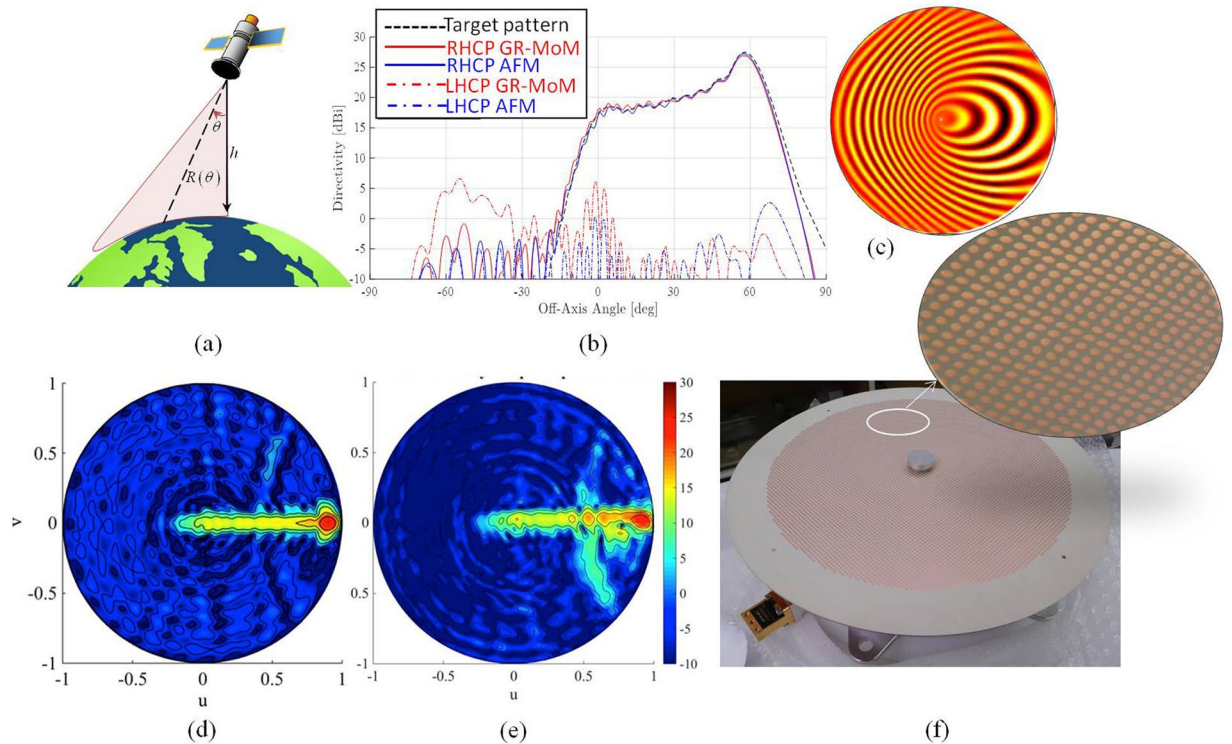 θ
h
R(θ)
(a)
Target pattern
RHCP GR-MoM
RHCP AFM
LHCP GR-MoM
LHCP AFM
Directivity [dBi]
30
25
20
15
10
5
0
-5
-10
-90
-60
-30
0
30
60
90
Off-Axis Angle [deg]
(b)
(c)
v
1
0.5
0
-0.5
-1
-1
-0.5
0
0.5
1
u
(d)
1
0.5
0
-0.5
-1
-1
-0.5
0
0.5
1
u
30
25
20
15
10
5
0
-5
-10
(e)
(f)